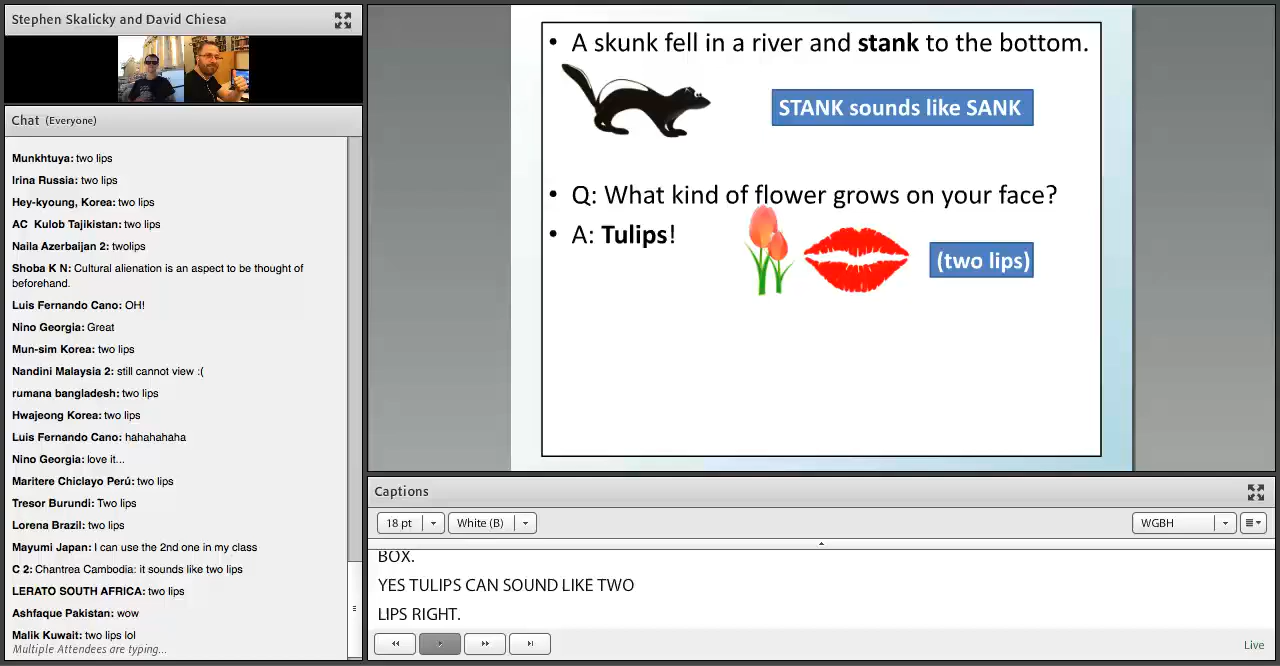 Stephen Skalicky and David Chiesa
Chat (Everyone)
Munkhtuya: two lips
Irina Russia: two lips
Hey-kyoung, Korea: two lips
AC  Kulob Tajikistan: two lips
Naila Azerbaijan 2: twolips
Shoba K N: Cultural alienation is an aspect to be thought of
beforehand.
Luis Fernando Cano: OH!
Nino Georgia: Great
Mun-sim Korea: two lips
Nandini Malaysia 2: still cannot view :(
rumana bangladesh: two lips
Hwajeong Korea: two lips
Luis Fernando Cano: hahahahaha
Nino Georgia: love it...
Maritere Chiclayo Perú: two lips
Tresor Burundi: Two lips
Lorena Brazil: two lips
Mayumi Japan: I can use the 2nd one in my class
C 2: Chantrea Cambodia: it sounds like two lips
LERATO SOUTH AFRICA: two lips
Ashfaque Pakistan: wow
Malik Kuwait: two lips lol
Multiple Attendees are typing...
• A skunk fell in a river and stank to the bottom.
STANK sounds like SANK
• Q: What kind of flower grows on your face?
• A: Tulips!
(two lips)
Captions
18 pt
White (B)
WGBH
BOX.
YES TULIPS CAN SOUND LIKE TWO
LIPS RIGHT.
Live